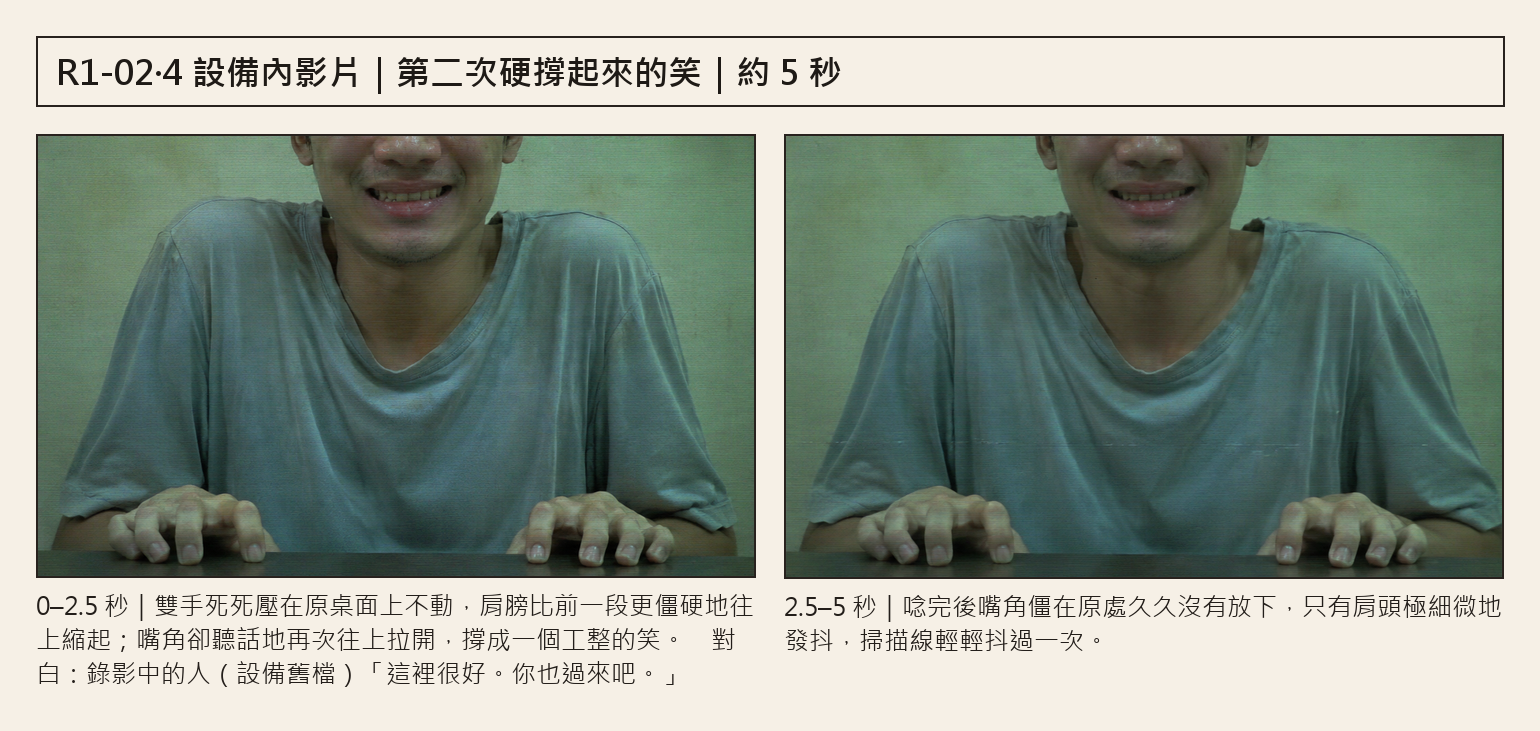 R1-02·4 設備內影片｜第二次硬撐起來的笑｜約 5 秒
0–2.5 秒｜雙手死死壓在原桌面上不動，肩膀比前一段更僵硬地往
上縮起；嘴角卻聽話地再次往上拉開，撐成一個工整的笑。 對
白：錄影中的人（設備舊檔）「這裡很好。你也過來吧。」
2.5–5 秒｜唸完後嘴角僵在原處久久沒有放下，只有肩頭極細微地
發抖，掃描線輕輕抖過一次。